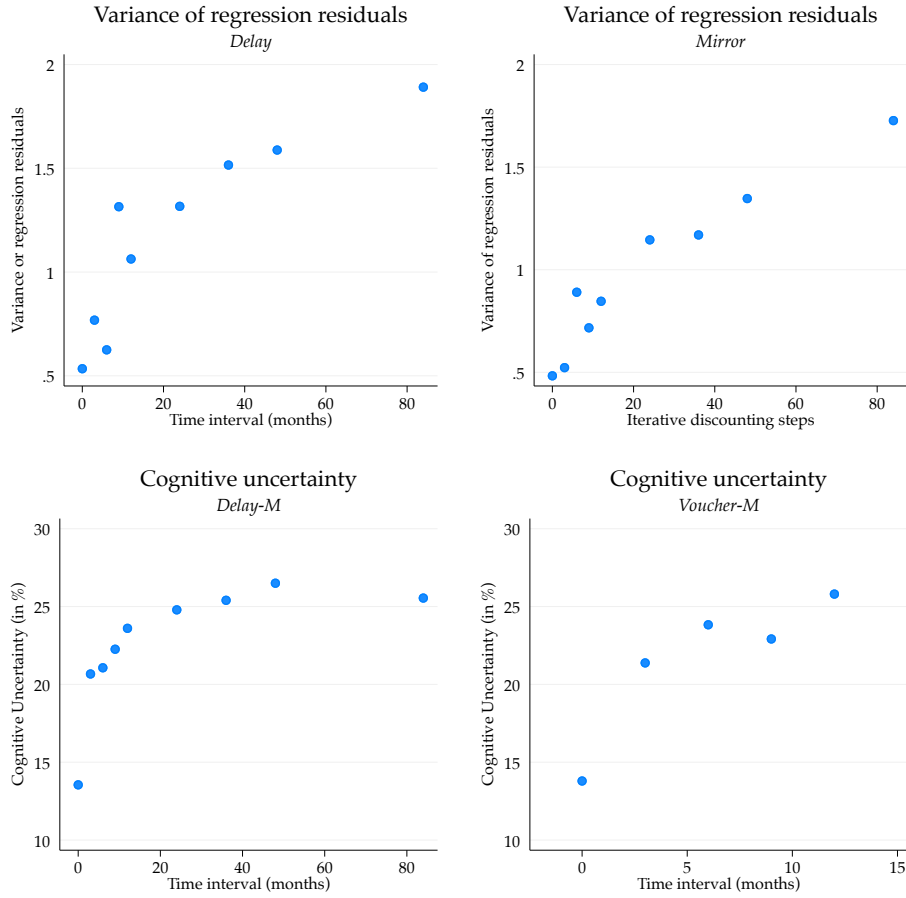 Variance of regression residuals
Delay
Variance or regression residuals
2
1.5
1
.5
0
20
40
60
80
Time interval (months)
Variance of regression residuals
Mirror
Variance of regression residuals
2
1.5
1
.5
0
20
40
60
80
Iterative discounting steps
Cognitive uncertainty
Delay-M
Cognitive Uncertainty (in %)
30
25
20
15
10
0
20
40
60
80
Time interval (months)
Cognitive uncertainty
Voucher-M
Cognitive Uncertainty (in %)
30
25
20
15
10
0
5
10
15
Time interval (months)